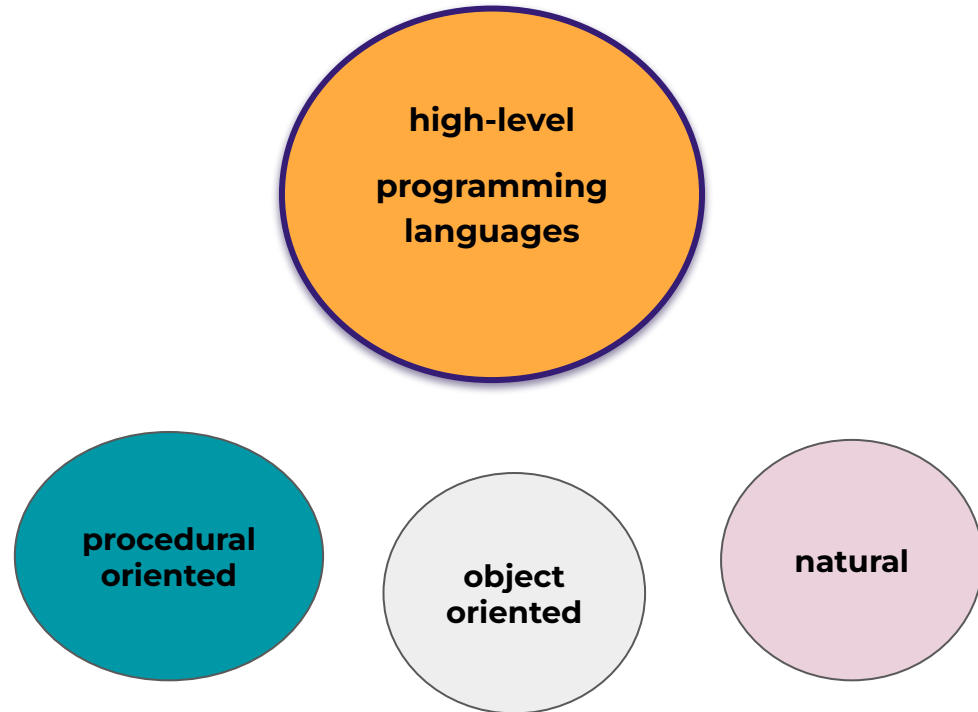 high-level
programming
languages
procedural
oriented
object
oriented
natural